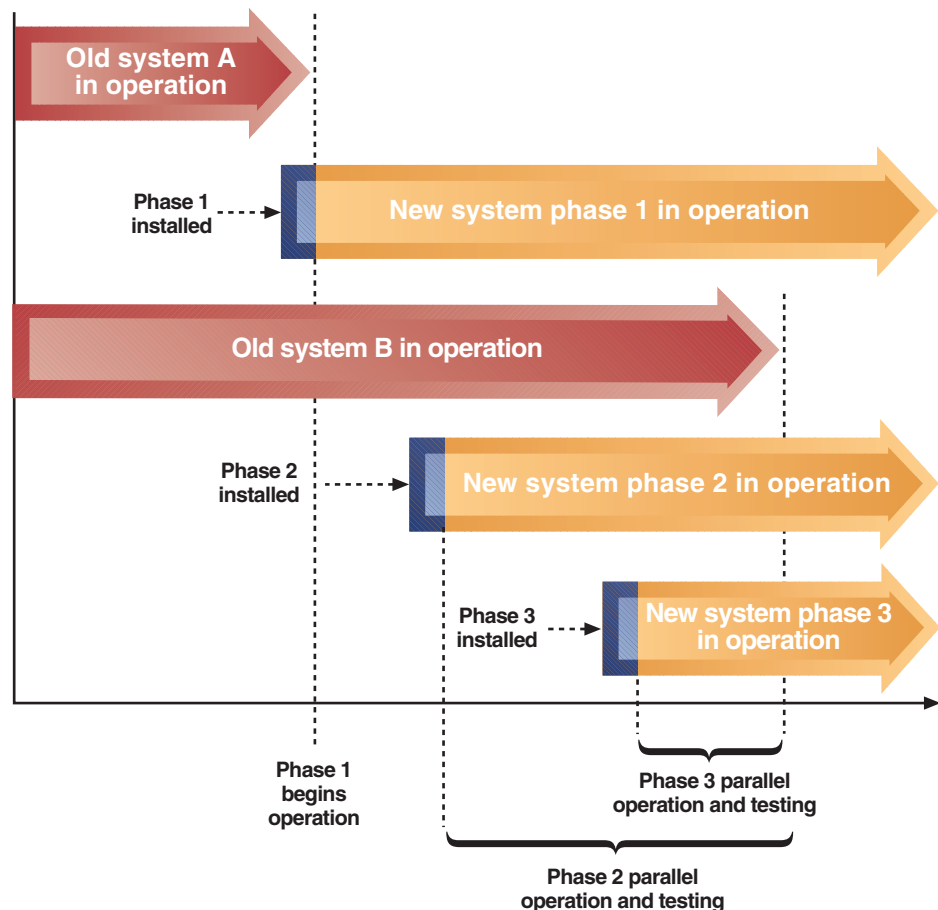 Old system A
in operation
Phase 1
installed
New system phase 1 in operation
Old system B in operation
Phase 2
installed
New system phase 2 in operation
Phase 3
installed
New system phase 3
in operation
Phase 1
begins
operation
Phase 3 parallel
operation and testing
Phase 2 parallel
operation and testing